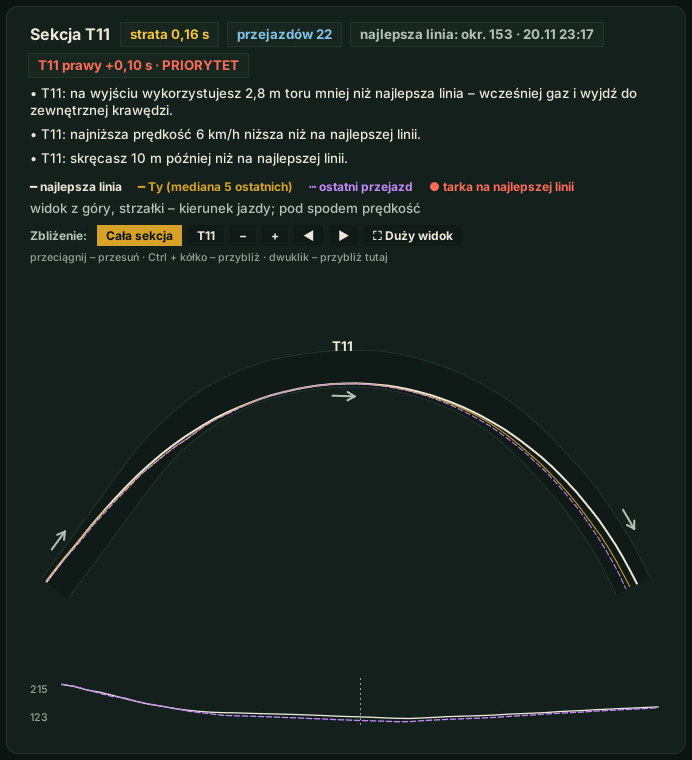 Sekcja T11 strata 0,16 s przejazdów 22 najlepsza linia: okr. 153 · 20.11 23:17
T11 prawy +0,10 s · PRIORYTET
• T11: na wyjściu wykorzystujesz 2,8 m toru mniej niż najlepsza linia – wcześniej gaz i wyjdź do
zewnętrznej krawędzi.
• T11: najniższa prędkość 6 km/h niższa niż na najlepszej linii.
• T11: skręcasz 10 m później niż na najlepszej linii.
━ najlepsza linia ━ Ty (mediana 5 ostatnich) ┅ ostatni przejazd ● tarka na najlepszej linii
widok z góry, strzałki – kierunek jazdy; pod spodem prędkość
Zbliżenie: Cała sekcja T11 − + ◀ ▶ ⛶ Duży widok
przeciągnij – przesuń · Ctrl + kółko – przybliż · dwuklik – przybliż tutaj
T11
215
123